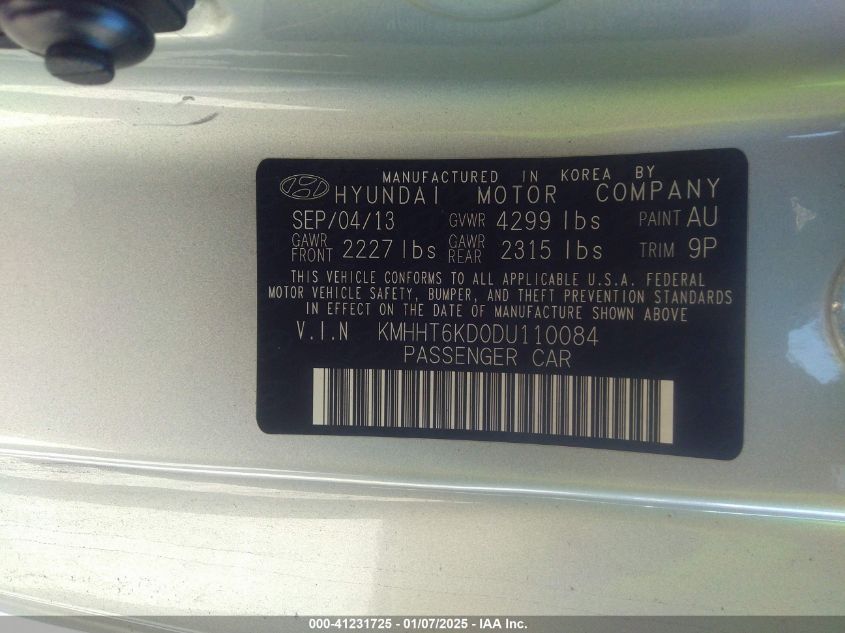 MANUFACTURED IN KOREA BY
HYUNDAI MOTOR COMPANY
SEP/04/13 GVWR 4299 lbs PAINT AU
GAWR FRONT 2227 lbs GAWR REAR 2315 lbs TRIM 9P
THIS VEHICLE CONFORMS TO ALL APPLICABLE U.S.A. FEDERAL
MOTOR VEHICLE SAFETY, BUMPER, AND THEFT PREVENTION STANDARDS
IN EFFECT ON THE DATE OF MANUFACTURE SHOWN ABOVE
V.I.N KMHHT6KD0DU110084
PASSENGER CAR
000-41231725 - 01/07/2025 - IAA Inc.